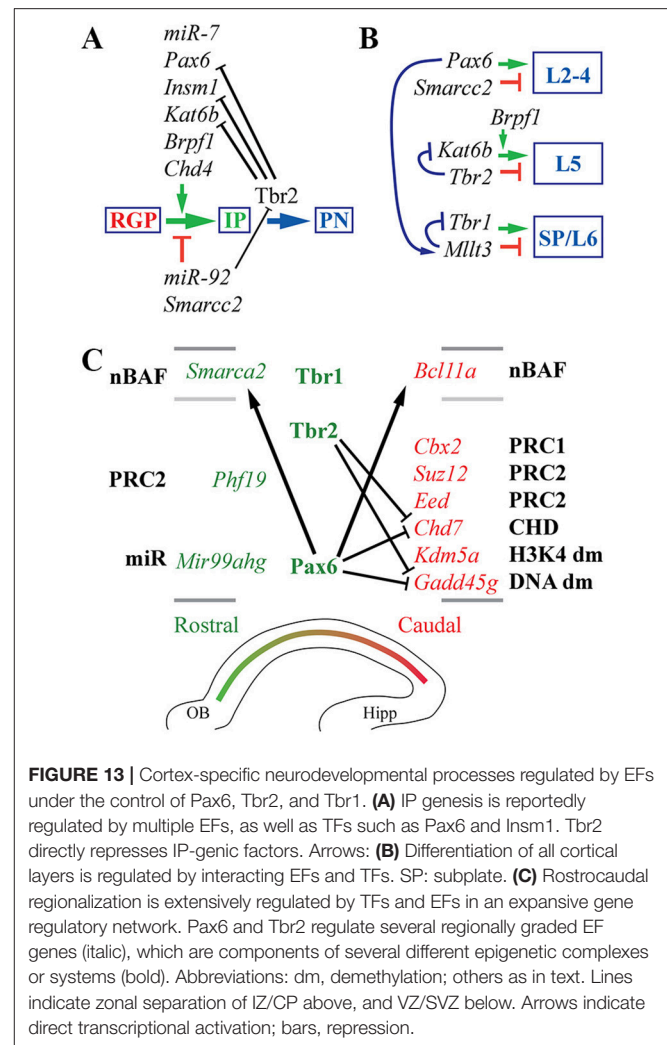 A
miR-7
Pax6
Insm1
Kat6b
Brpf1
Chd4
Tbr2
RGP
IP
PN
miR-92
Smarcc2
B
Pax6
Smarcc2
L2-4
Brpf1
Kat6b
Tbr2
L5
Tbr1
Mllt3
SP/L6
C
nBAF
Smarca2
Tbr1
Bcl11a
nBAF
Tbr2
Cbx2
PRC1
PRC2
Phf19
Suz12
PRC2
Eed
PRC2
Chd7
CHD
miR
Mir99ahg
Pax6
Kdm5a
H3K4 dm
Gadd45g
DNA dm
Rostral
Caudal
OB
Hipp
FIGURE 13 | Cortex-specific neurodevelopmental processes regulated by EFs
under the control of Pax6, Tbr2, and Tbr1. (A) IP genesis is reportedly
regulated by multiple EFs, as well as TFs such as Pax6 and Insm1. Tbr2
directly represses IP-genic factors. Arrows: (B) Differentiation of all cortical
layers is regulated by interacting EFs and TFs. SP: subplate. (C) Rostrocaudal
regionalization is extensively regulated by TFs and EFs in an expansive gene
regulatory network. Pax6 and Tbr2 regulate several regionally graded EF
genes (italic), which are components of several different epigenetic complexes
or systems (bold). Abbreviations: dm, demethylation; others as in text. Lines
indicate zonal separation of IZ/CP above, and VZ/SVZ below. Arrows indicate
direct transcriptional activation; bars, repression.